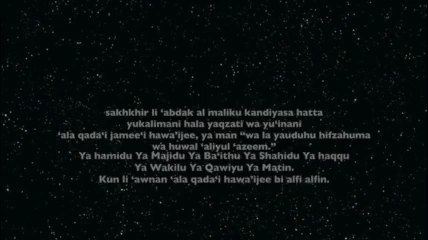 sakhkhir li 'abdak al maliku kandiyasa hatta
yukalimani hala yaqzati wa yu'inani
'ala qada'i jamee'i hawa'ijee, ya man "wa la yauduhu hifzahuma
wa huwal 'aliyul 'azeem."
Ya hamidu Ya Majidu Ya Ba'ithu Ya Shahidu Ya haqqu
Ya Wakilu Ya Qawiyu Ya Matin.
Kun li 'awnan 'ala qada'i hawa'ijee bi alfi alfin.